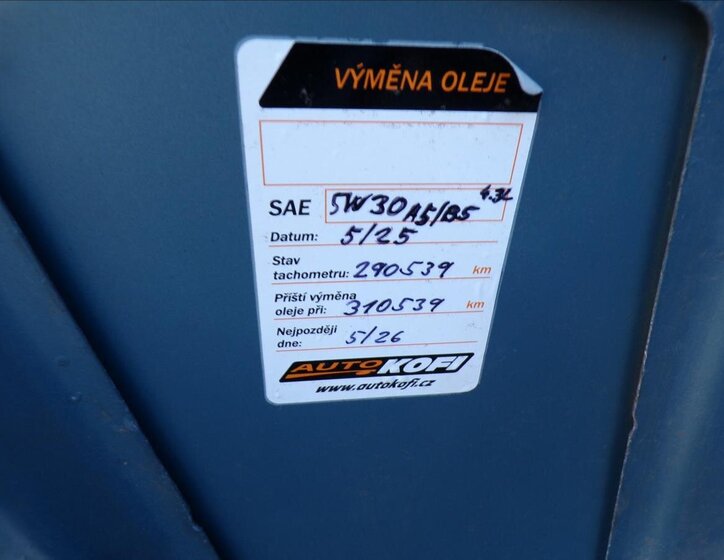 VÝMĚNA OLEJE
SAE 5W30 A5/B5 4.3L
Datum: 5/25
Stav
tachometru: 290539 km
Příští výměna
oleje při: 310539 km
Nejpozději
dne: 5/26
AUTO KOFI
www.autokofi.cz